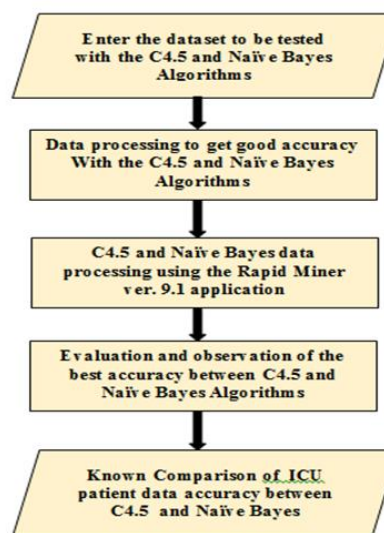 Enter the dataset to be tested
with the C4.5 and Naïve Bayes
Algorithms
Data processing to get good accuracy
With the C4.5 and Naïve Bayes
Algorithms
C4.5 and Naïve Bayes data
processing using the Rapid Miner
ver. 9.1 application
Evaluation and observation of the
best accuracy between C4.5 and
Naïve Bayes Algorithms
Known Comparison of ICU
patient data accuracy between
C4.5 and Naïve Bayes